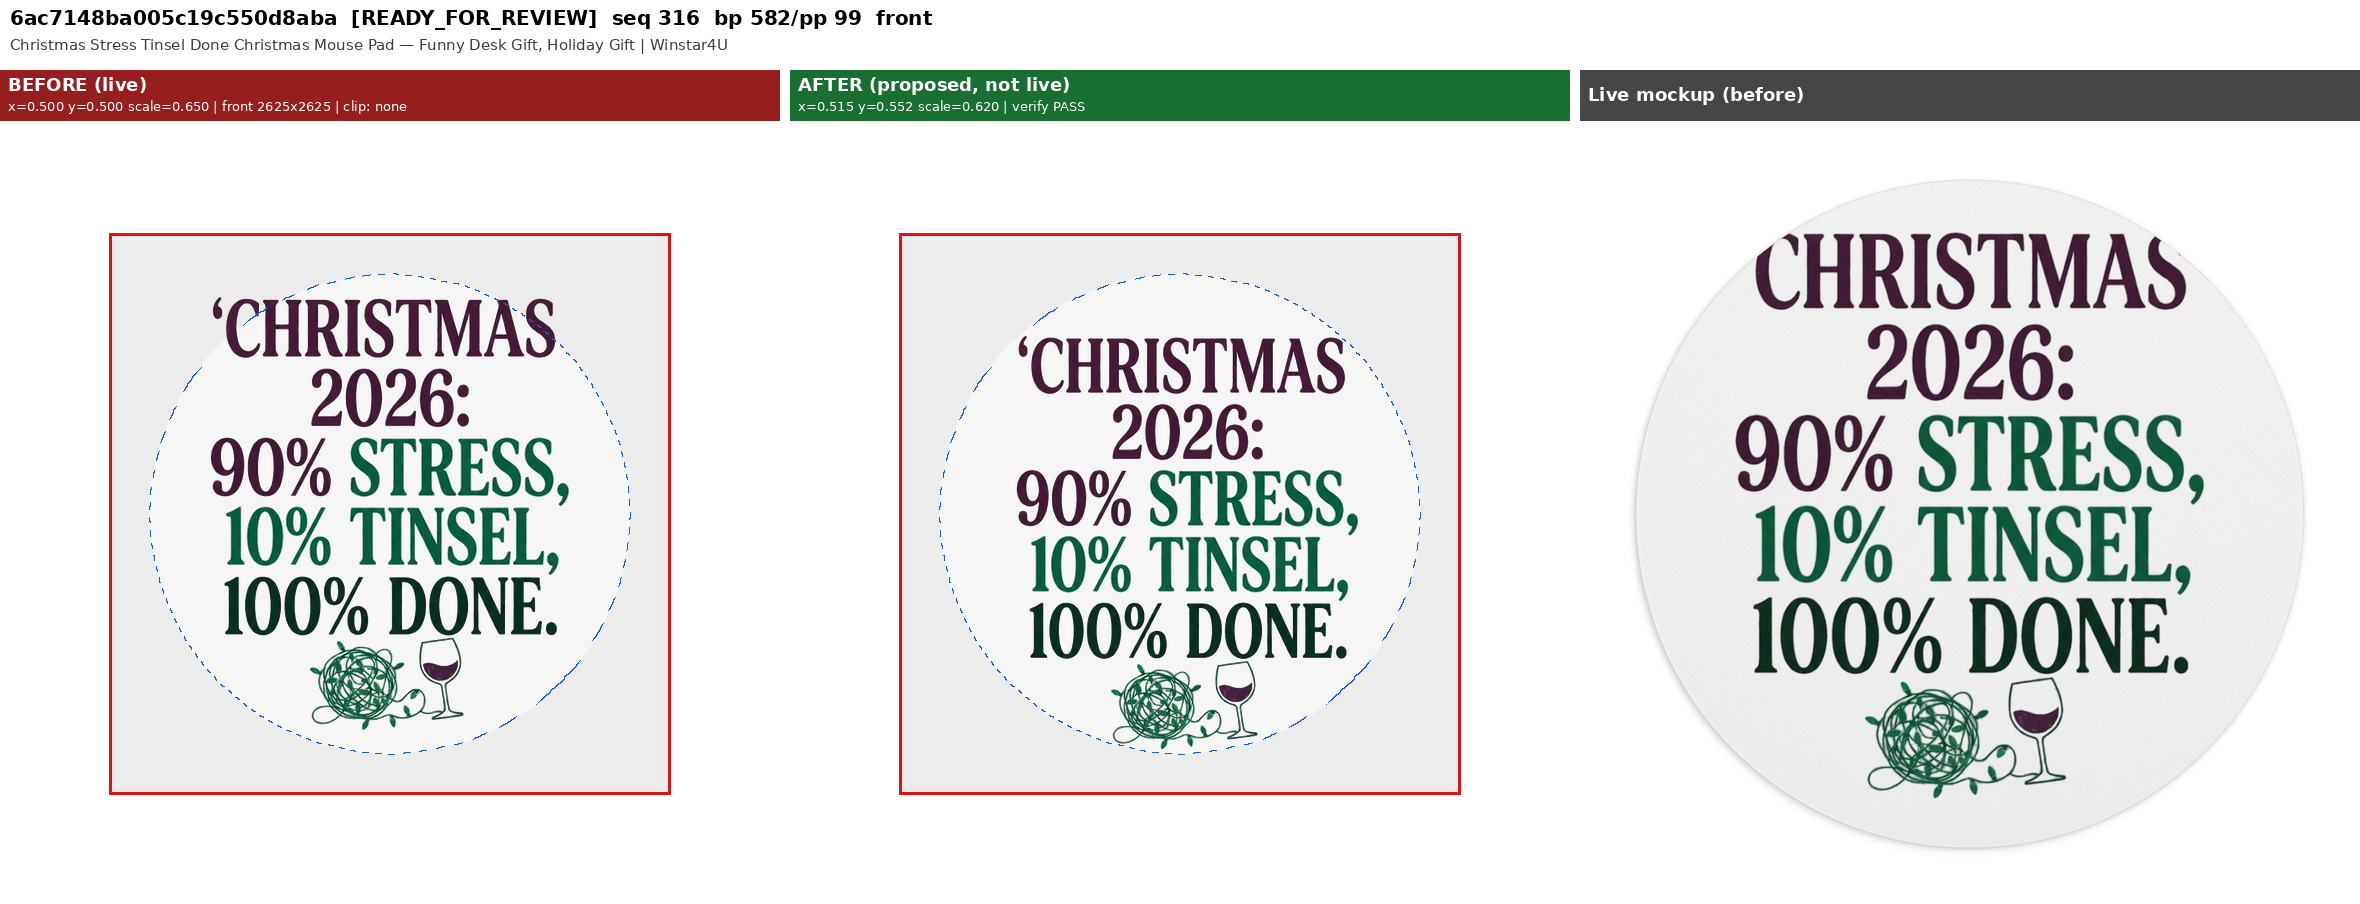 6ac7148ba005c19c550d8aba [READY_FOR_REVIEW] seq 316 bp 582/pp 99 front
Christmas Stress Tinsel Done Christmas Mouse Pad — Funny Desk Gift, Holiday Gift | Winstar4U
BEFORE (live)
x=0.500 y=0.500 scale=0.650 | front 2625x2625 | clip: none
AFTER (proposed, not live)
x=0.515 y=0.552 scale=0.620 | verify PASS
Live mockup (before)
‘CHRISTMAS
2026:
90% STRESS,
10% TINSEL,
100% DONE.
‘CHRISTMAS
2026:
90% STRESS,
10% TINSEL,
100% DONE.
CHRISTMAS
2026:
90% STRESS,
10% TINSEL,
100% DONE.